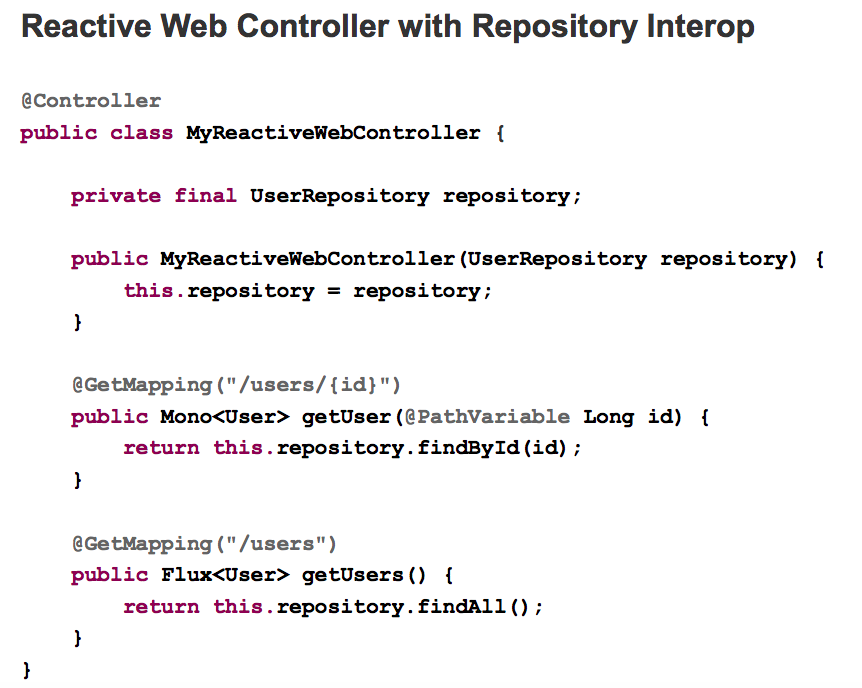 Reactive Web Controller with Repository Interop
@Controller
public class MyReactiveWebController {
private final UserRepository repository;
public MyReactiveWebController(UserRepository repository) {
this.repository = repository;
}
@GetMapping("/users/{id}")
public Mono<User> getUser(@PathVariable Long id) {
return this.repository.findById(id);
}
@GetMapping("/users")
public Flux<User> getUsers() {
return this.repository.findAll();
}
}